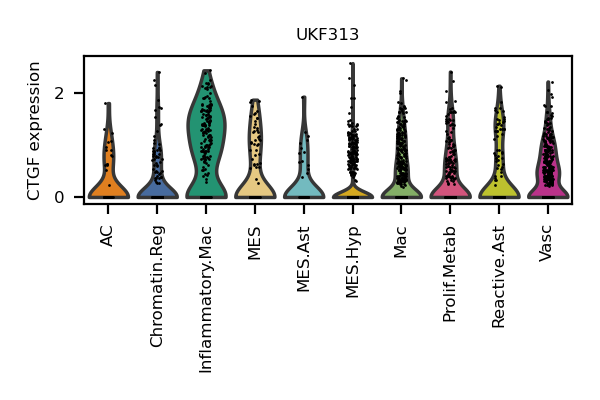 UKF313
CTGF expression
2
0
AC
Chromatin.Reg
Inflammatory.Mac
MES
MES.Ast
MES.Hyp
Mac
Prolif.Metab
Reactive.Ast
Vasc